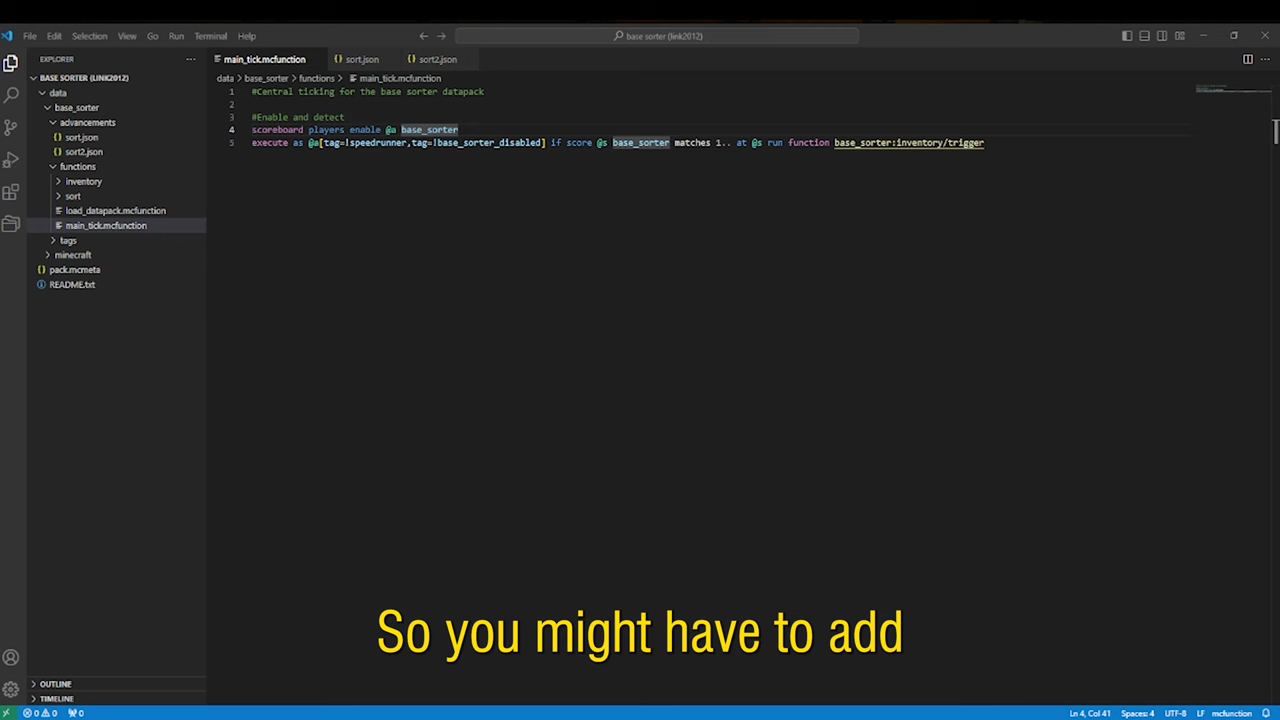 File Edit Selection View Go Run Terminal Help
base sorter (link2012)
EXPLORER
main_tick.mcfunction
sort.json
sort2.json
BASE SORTER (LINK2012)
data > base_sorter > functions > main_tick.mcfunction
data
base_sorter
advancements
sort.json
sort2.json
functions
inventory
sort
load_datapack.mcfunction
main_tick.mcfunction
tags
minecraft
pack.mcmeta
README.txt
1 #Central ticking for the base sorter datapack
2
3 #Enable and detect
4 scoreboard players enable @a base_sorter
5 execute as @a[tag=!speedrunner,tag=!base_sorter_disabled] if score @s base_sorter matches 1.. at @s run function base_sorter:inventory/trigger
So you might have to add
OUTLINE
TIMELINE
0 0 0
Ln 4, Col 41 Spaces: 4 UTF-8 LF mcfunction